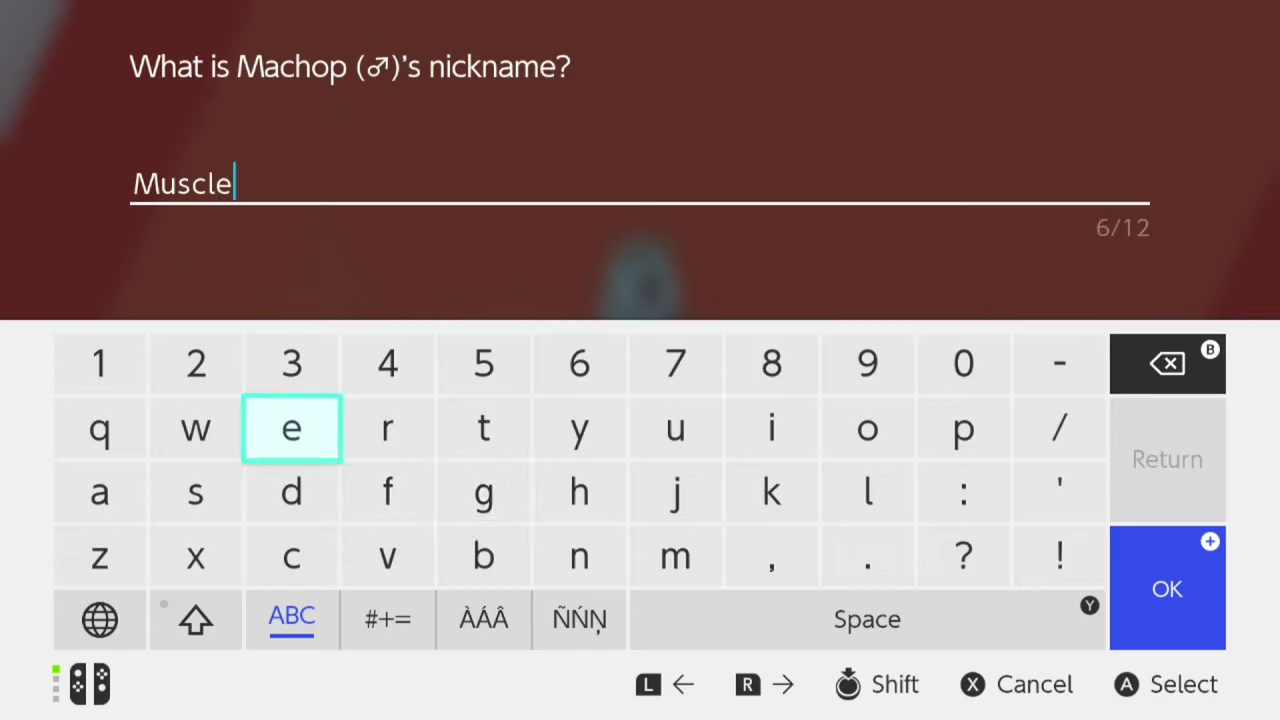 What is Machop (♂)'s nickname?
Muscle
6/12
1 2 3 4 5 6 7 8 9 0 - B
q w e r t y u i o p / Return
a s d f g h j k l : '
z x c v b n m , . ? ! + OK
ABC #+= ÀÁÂ ÑŃŅ Space Y
L ← R → Shift X Cancel A Select